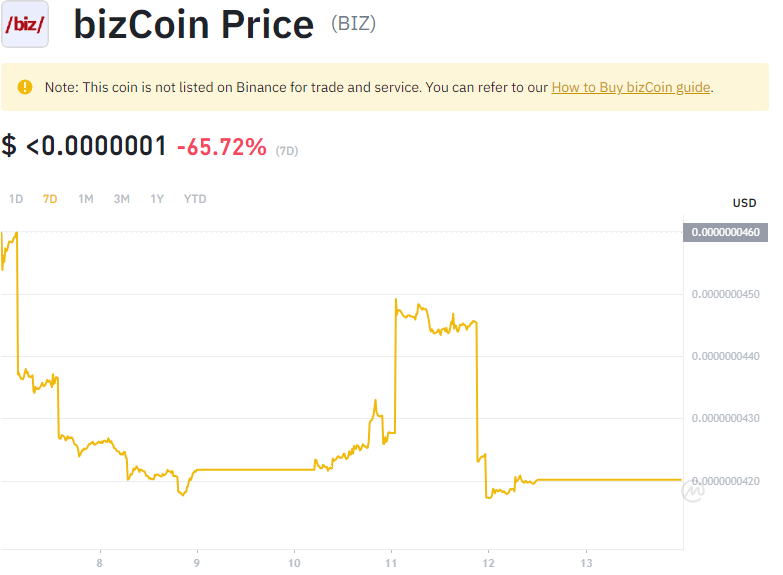 /biz/
bizCoin Price (BIZ)
Note: This coin is not listed on Binance for trade and service. You can refer to our How to Buy bizCoin guide.
$ <0.0000001 -65.72% (7D)
1D 7D 1M 3M 1Y YTD
USD
0.0000000460
0.0000000450
0.0000000440
0.0000000430
0.0000000420
8 9 10 11 12 13